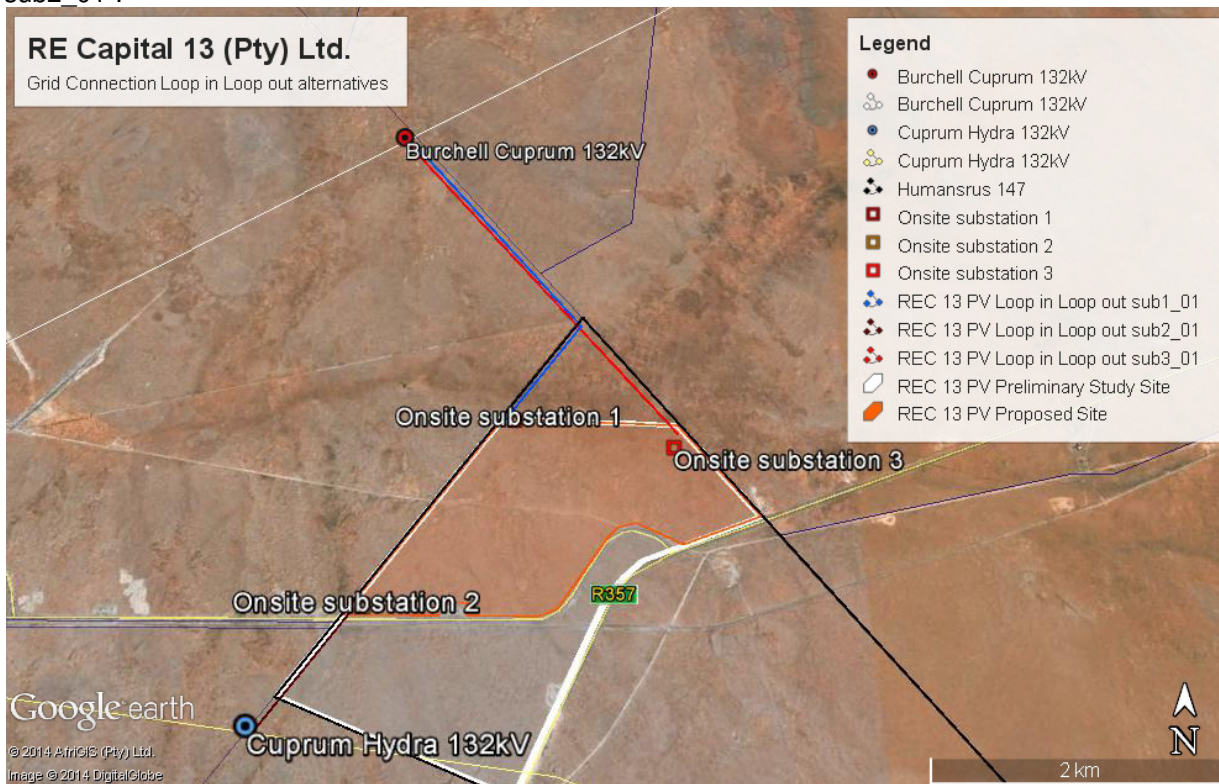 RE Capital 13 (Pty) Ltd.
Grid Connection Loop in Loop out alternatives
Legend
Burchell Cuprum 132kV
Burchell Cuprum 132kV
Cuprum Hydra 132kV
Cuprum Hydra 132kV
Humansrus 147
Onsite substation 1
Onsite substation 2
Onsite substation 3
REC 13 PV Loop in Loop out sub1_01
REC 13 PV Loop in Loop out sub2_01
REC 13 PV Loop in Loop out sub3_01
REC 13 PV Preliminary Study Site
REC 13 PV Proposed Site
Burchell Cuprum 132kV
Onsite substation 1
Onsite substation 3
R357
Onsite substation 2
Cuprum Hydra 132kV
Google earth
© 2014 AfriGIS (Pty) Ltd.
Image © 2014 DigitalGlobe
N
2 km